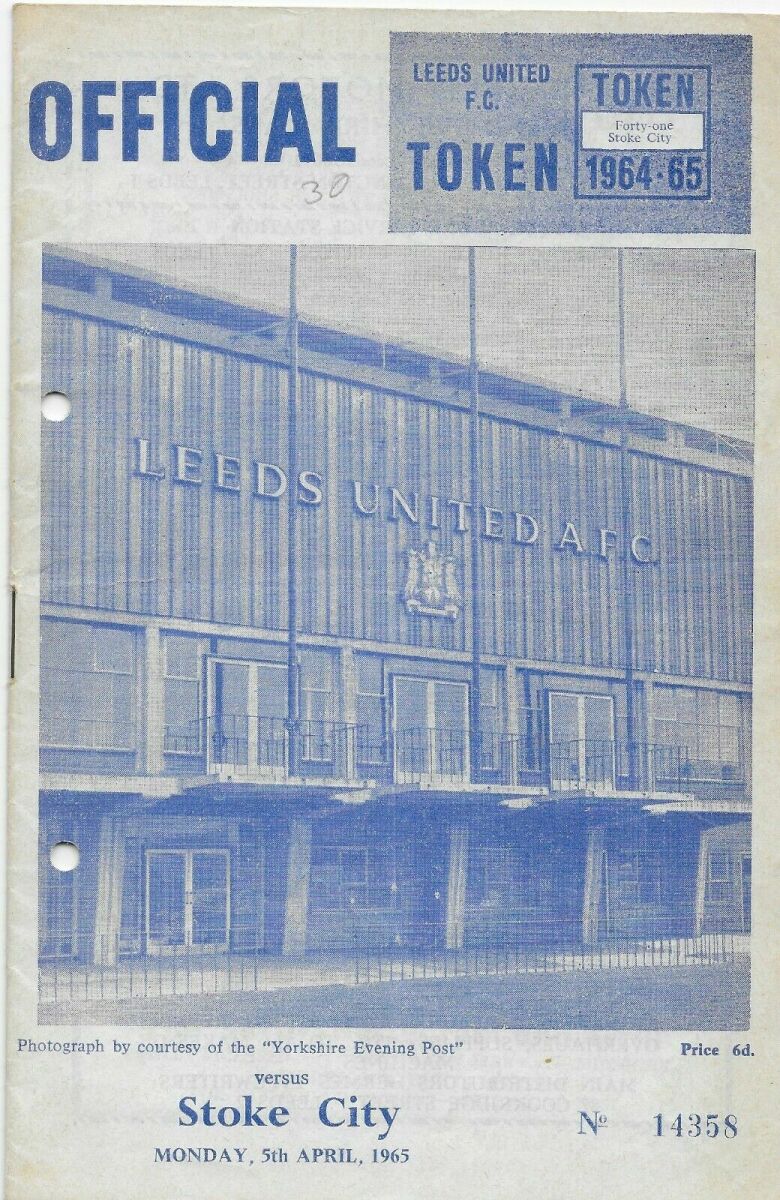 OFFICIAL
30
LEEDS UNITED
F.C.
TOKEN
TOKEN
Forty-one
Stoke City
1964·65
LEEDS UNITED A.F.C.
Photograph by courtesy of the "Yorkshire Evening Post"
Price 6d.
versus
Stoke City
MONDAY, 5th APRIL, 1965
Nº 14358